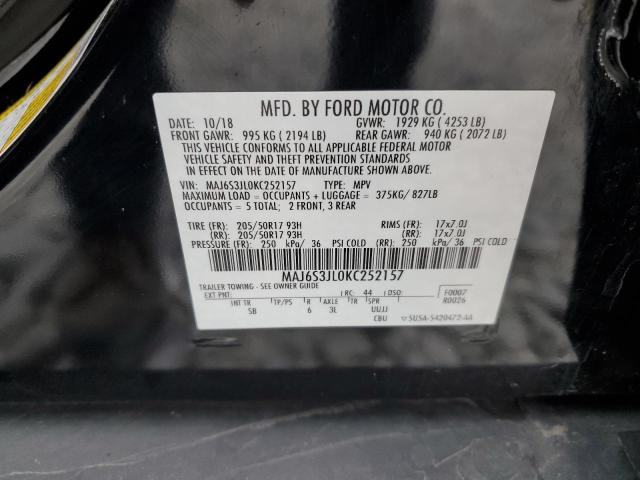 MFD. BY FORD MOTOR CO.
DATE: 10/18 GVWR: 1929 KG ( 4253 LB)
FRONT GAWR: 995 KG ( 2194 LB) REAR GAWR: 940 KG ( 2072 LB)
THIS VEHICLE CONFORMS TO ALL APPLICABLE FEDERAL MOTOR
VEHICLE SAFETY AND THEFT PREVENTION STANDARDS
IN EFFECT ON THE DATE OF MANUFACTURE SHOWN ABOVE.
VIN: MAJ6S3JL0KC252157 TYPE: MPV
MAXIMUM LOAD = OCCUPANTS + LUGGAGE = 375KG/ 827LB
OCCUPANTS = 5 TOTAL; 2 FRONT, 3 REAR
TIRE (FR): 205/50R17 93H RIMS (FR): 17x7.0J
(RR): 205/50R17 93H (RR): 17x7.0J
PRESSURE (FR): 250 kPa/ 36 PSI COLD (RR): 250 kPa/ 36 PSI COLD
MAJ6S3JL0KC252157
TRAILER TOWING - SEE OWNERS GUIDE
EXT PNT: RC: 44 DSO: F0007
R0026
INT TR TP/PS R AXLE TR SPR
SB 6 3L UUJJ
CBU 5USA-5420472-AA